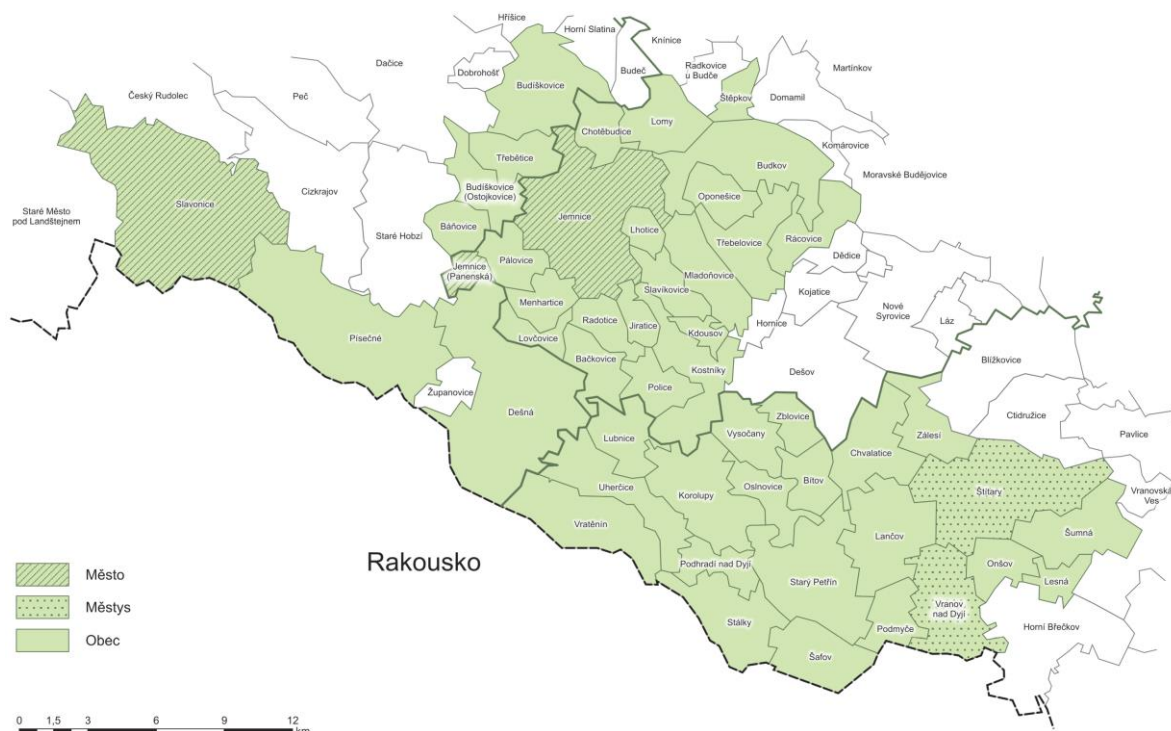 Hříšice
Horní Slatina
Knínice
Dačice
Dobrohošť
Budíškovice
Budeč
Radkovice
u Budče
Martínkov
Štěpkov
Domamil
Český Rudolec
Peč
Chotěbudice
Lomy
Komárovice
Třebětice
Budkov
Moravské Budějovice
Budíškovice
(Ostojkovice)
Oponešice
Cizkrajov
Slavonice
Staré Město
pod Landštejnem
Jemnice
Báňovice
Lhotice
Staré Hobzí
Třebelovice
Rácovice
Dědice
Pálovice
Jemnice
(Panenská)
Mladoňovice
Slavíkovice
Kojatice
Menhartice
Nové
Syrovice
Hornice
Láz
Radotice
Jiratice
Kdousov
Lovčovice
Písečné
Bačkovice
Kostníky
Dešov
Blížkovice
Police
Županovice
Dešná
Zblovice
Ctidružice
Vysočany
Lubnice
Zálesí
Pavlice
Chvalatice
Uherčice
Korolupy
Oslnovice
Bítov
Štítary
Vranovská
Ves
Vratěnín
Lančov
Šumná
Rakousko
Podhradí nad Dyjí
Starý Petřín
Onšov
Lesná
Vranov
nad Dyjí
Stálky
Podmyče
Horní Břečkov
Šafov
Město
Městys
Obec
0 1,5 3 6 9 12
km